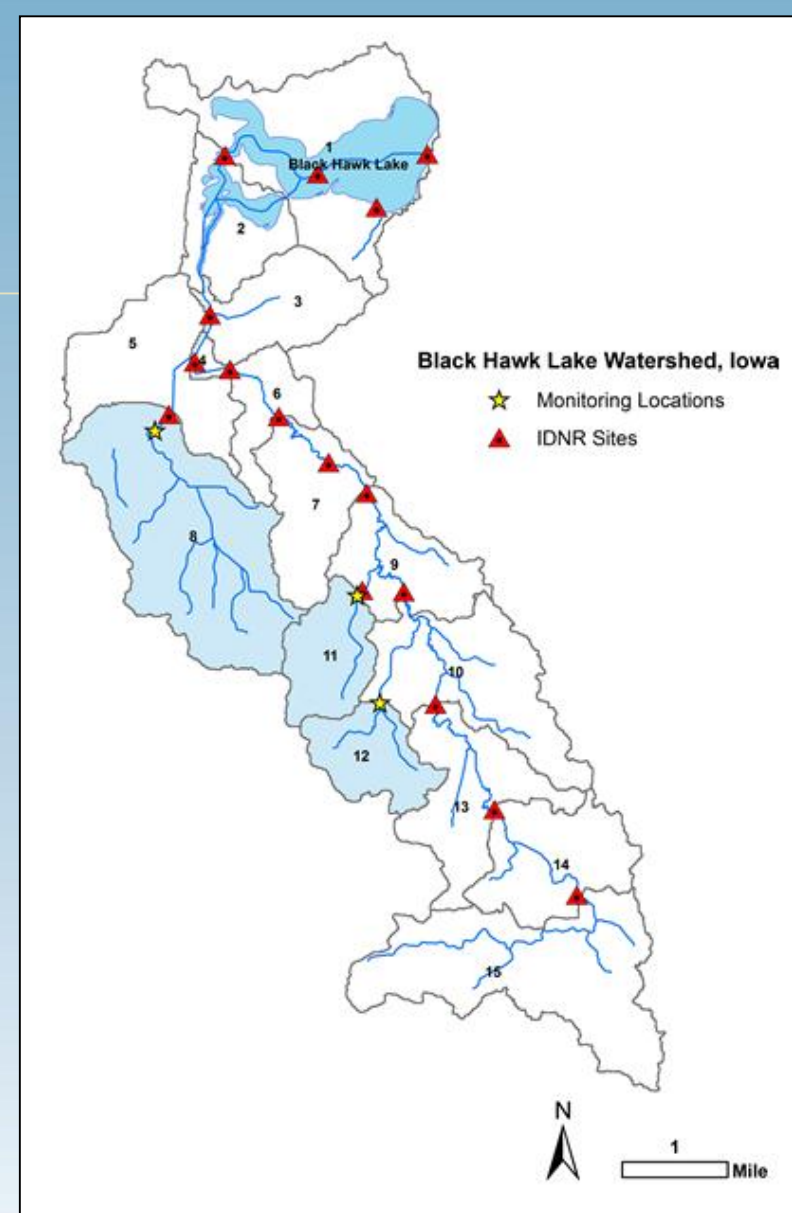 1
Black Hawk Lake
2
3
5
4
Black Hawk Lake Watershed, Iowa
Monitoring Locations
IDNR Sites
6
7
8
9
11
10
12
13
14
15
N
1
Mile